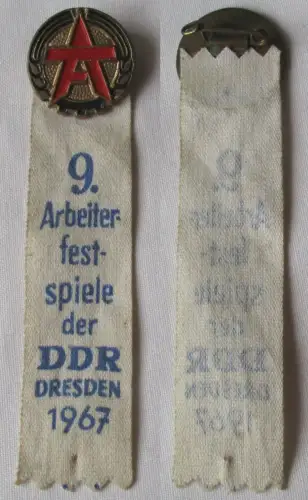 A
9.
Arbeiter-
fest-
spiele
der
DDR
DRESDEN
1967